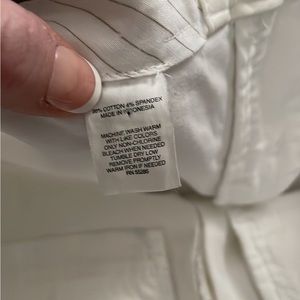 96% COTTON 4% SPANDEX
MADE IN INDONESIA
MACHINE WASH WARM
WITH LIKE COLORS
ONLY NON-CHLORINE
BLEACH WHEN NEEDED
TUMBLE DRY LOW
REMOVE PROMPTLY
WARM IRON IF NEEDED
RN 55285